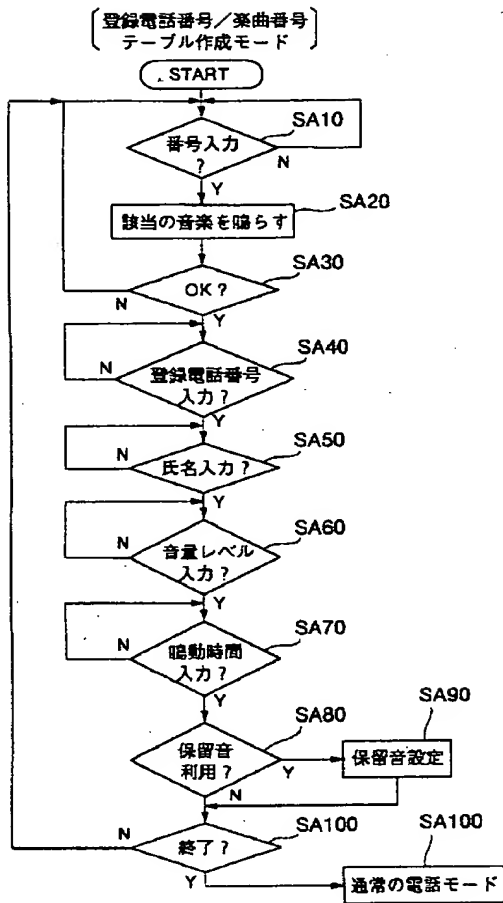 登録電話番号／楽曲番号
テーブル作成モード
START
SA10
番号入力
？
N
Y
SA20
該当の音楽を鳴らす
SA30
OK？
N
Y
SA40
登録電話番号
入力？
N
Y
SA50
氏名入力？
N
Y
SA60
音量レベル
入力？
N
Y
SA70
鳴動時間
入力？
N
Y
SA80
保留音
利用？
Y
N
SA90
保留音設定
SA100
終了？
N
Y
SA100
通常の電話モード